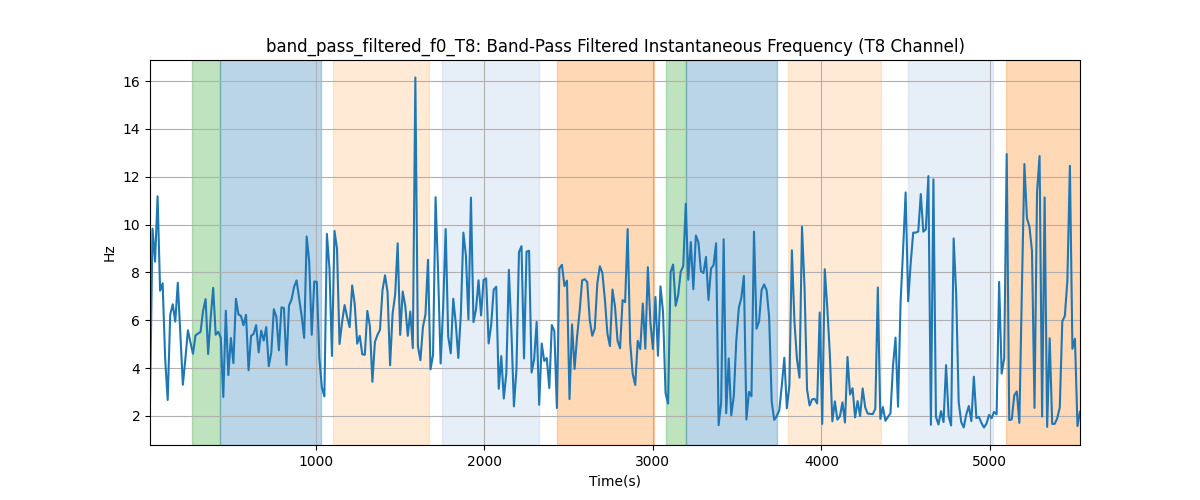 band_pass_filtered_f0_T8: Band-Pass Filtered Instantaneous Frequency (T8 Channel)
16
14
12
10
8
6
4
2
Hz
1000 2000 3000 4000 5000
Time(s)